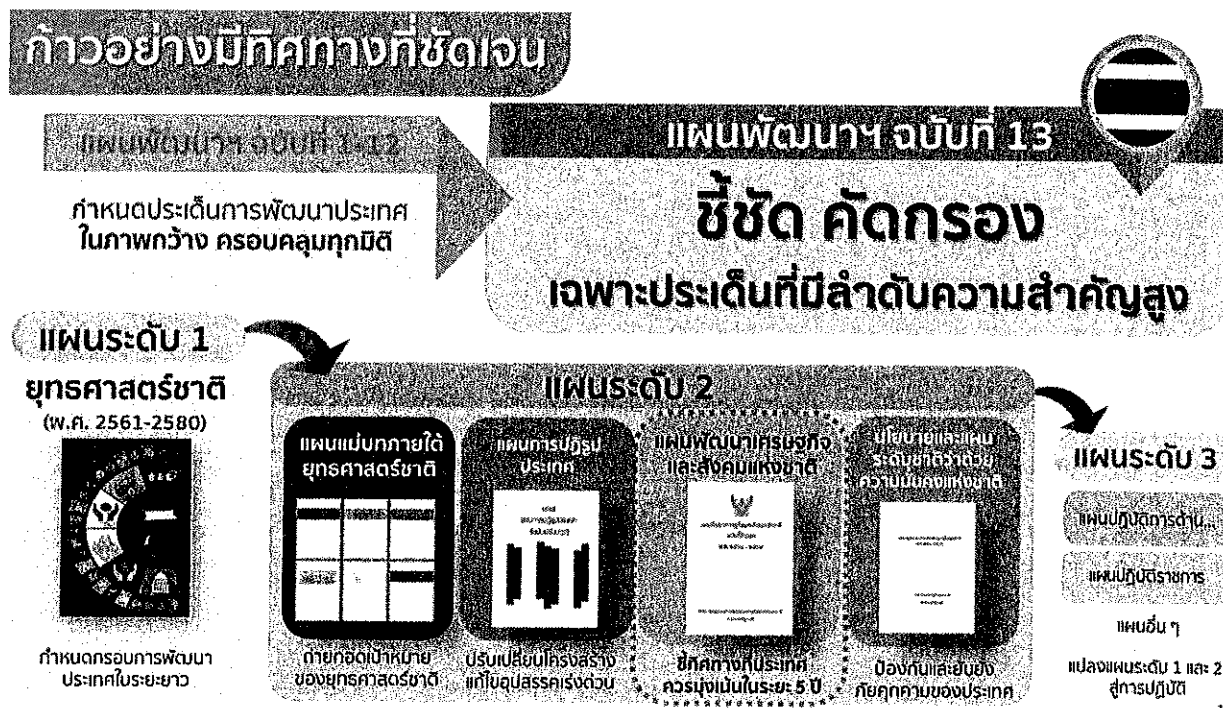 ก้าวอย่างมีทิศทางที่ชัดเจน
แผนพัฒนาฯ ฉบับที่ 1-12
กำหนดประเด็นการพัฒนาประเทศ
ในภาพกว้าง ครอบคลุมทุกมิติ
แผนพัฒนาฯ ฉบับที่ 13
ชี้ชัด คัดกรอง
เฉพาะประเด็นที่มีลำดับความสำคัญสูง
แผนระดับ 1
ยุทธศาสตร์ชาติ
(พ.ศ. 2561-2580)
กำหนดกรอบการพัฒนา
ประเทศในระยะยาว
แผนระดับ 2
แผนแม่บทภายใต้
ยุทธศาสตร์ชาติ
ถ่ายทอดเป้าหมาย
ของยุทธศาสตร์ชาติ
แผนการปฏิรูป
ประเทศ
ปรับเปลี่ยนโครงสร้าง
แก้ไขอุปสรรคเร่งด่วน
แผนพัฒนาเศรษฐกิจ
และสังคมแห่งชาติ
ชี้ทิศทางที่ประเทศ
ควรมุ่งเน้นในระยะ 5 ปี
นโยบายและแผน
ระดับชาติว่าด้วย
ความมั่นคงแห่งชาติ
ป้องกันและยับยั้ง
ภัยคุกคามของประเทศ
แผนระดับ 3
แผนปฏิบัติการด้าน...
แผนปฏิบัติราชการ
แผนอื่น ๆ
แปลงแผนระดับ 1 และ 2
สู่การปฏิบัติ